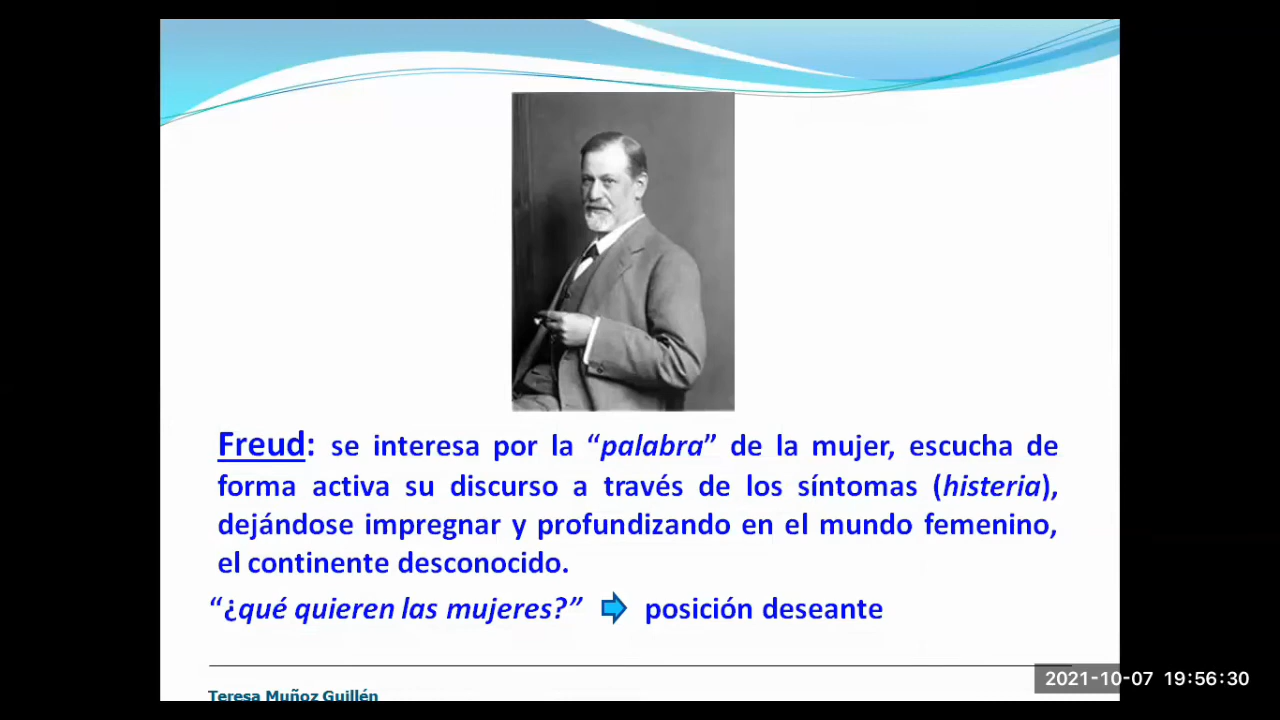 Freud: se interesa por la “palabra” de la mujer, escucha de
forma activa su discurso a través de los síntomas (histeria),
dejándose impregnar y profundizando en el mundo femenino,
el continente desconocido.
“¿qué quieren las mujeres?” posición deseante
Teresa Muñoz Guillén
2021-10-07 19:56:30